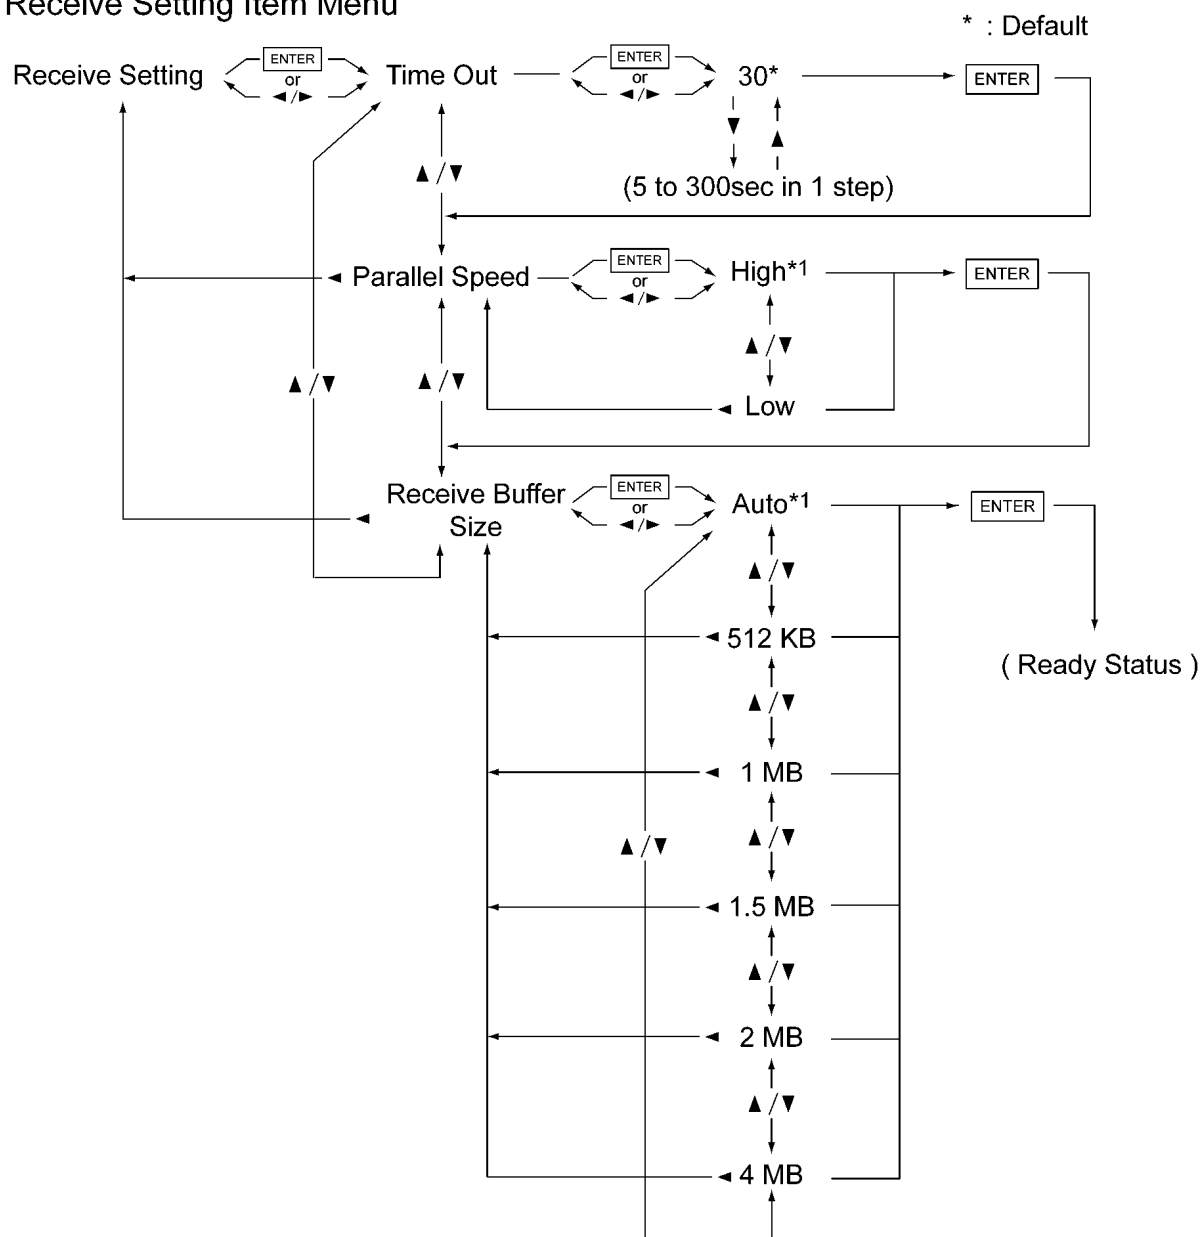 Receive Setting Item Menu
* : Default
Receive Setting ENTER or ◄/► Time Out ENTER or ◄/► 30* ENTER
▲/▼
(5 to 300sec in 1 step)
Parallel Speed ENTER or ◄/► High*1 ENTER
▲/▼ ▲/▼ ▲/▼
Low
Receive Buffer Size ENTER or ◄/► Auto*1 ENTER
▲/▼
512 KB
( Ready Status )
▲/▼
1 MB
▲/▼ ▲/▼
1.5 MB
▲/▼
2 MB
▲/▼
4 MB